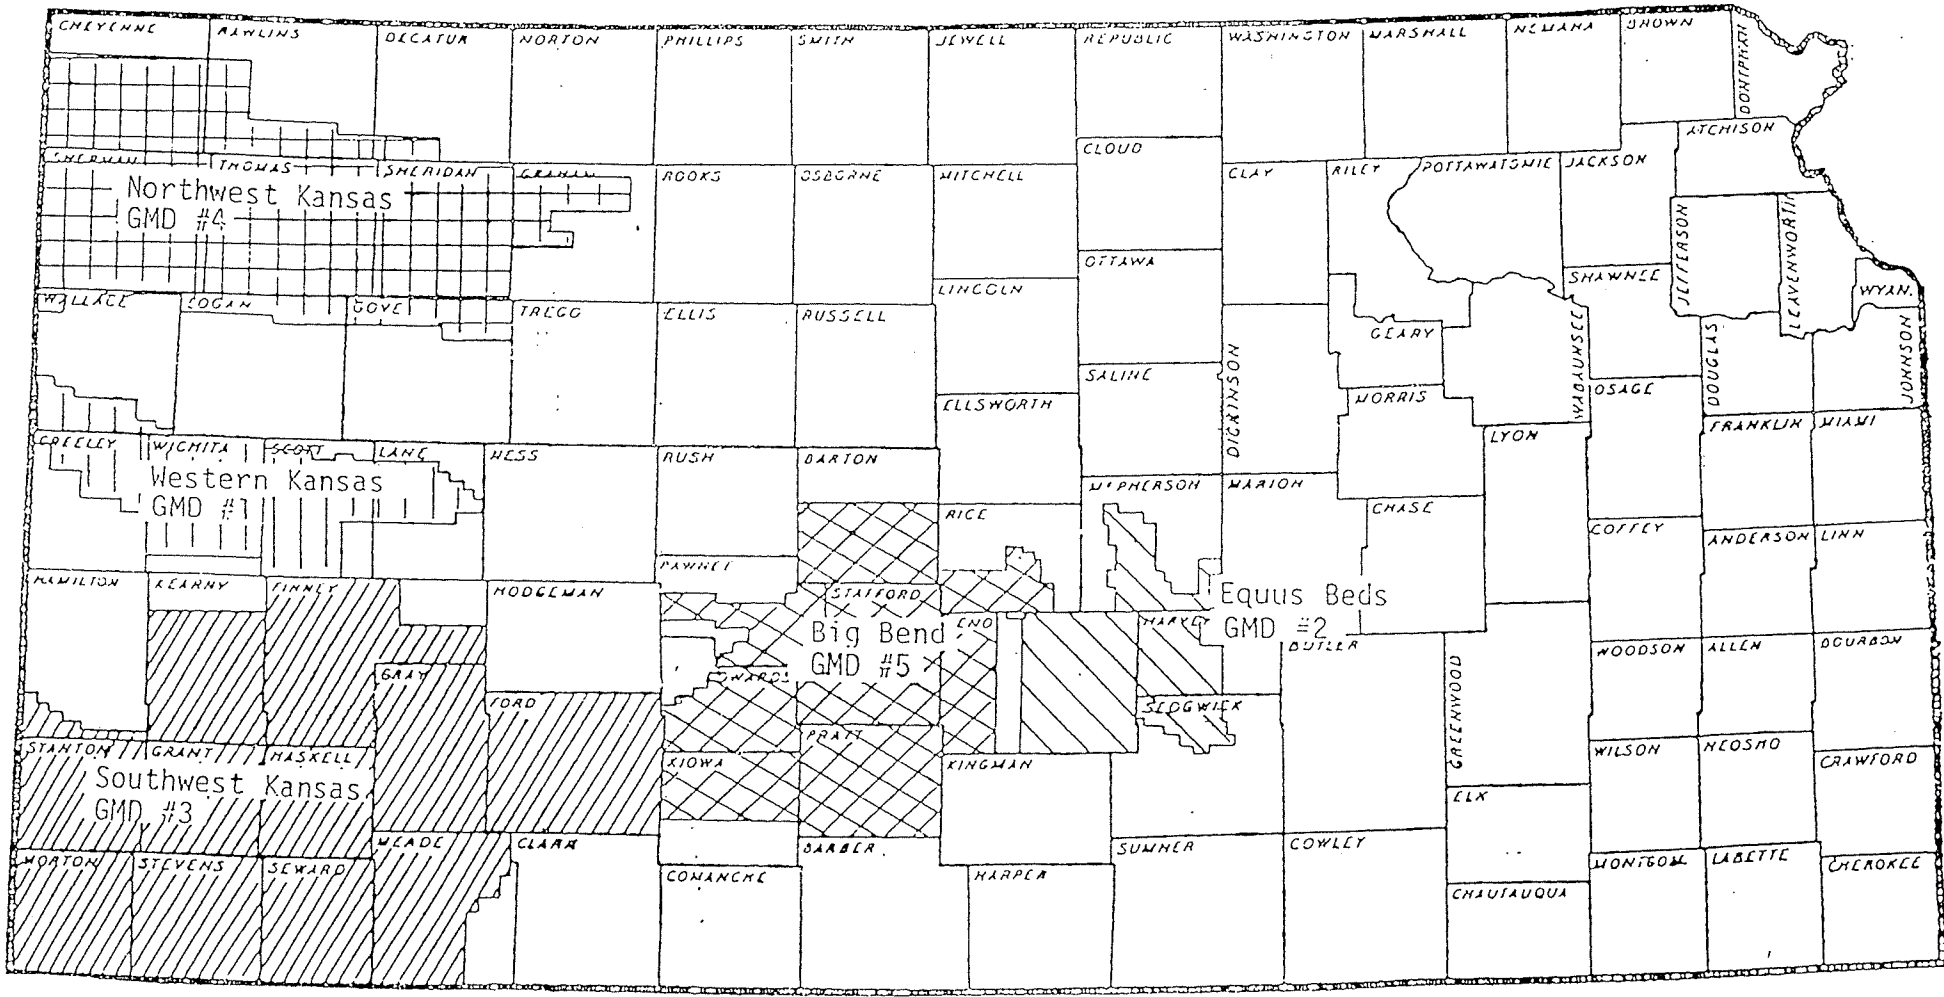 CHEYENNE
RAWLINS
DECATUR
NORTON
PHILLIPS
SMITH
JEWELL
REPUBLIC
WASHINGTON
MARSHALL
NEMAHA
BROWN
DONIPHAN
ATCHISON
CLOUD
SHERMAN
THOMAS
SHERIDAN
GRAHAM
ROOKS
OSBORNE
MITCHELL
CLAY
RILEY
POTTAWATOMIE
JACKSON
Northwest Kansas
GMD #4
JEFFERSON
LEAVENWORTH
OTTAWA
SHAWNEE
WYAN.
WALLACE
LOGAN
GOVE
TREGO
ELLIS
RUSSELL
LINCOLN
GEARY
WABAUNSEE
DOUGLAS
JOHNSON
DICKINSON
SALINE
ELLSWORTH
MORRIS
OSAGE
FRANKLIN
MIAMI
LYON
GREELEY
WICHITA
SCOTT
LANE
NESS
RUSH
BARTON
Western Kansas
GMD #1
McPHERSON
MARION
CHASE
RICE
COFFEY
ANDERSON
LINN
PAWNEE
HAMILTON
KEARNY
FINNEY
HODGEMAN
STAFFORD
Equus Beds
GMD #2
Big Bend
GMD #5
ENO
HARVEY
BUTLER
GREENWOOD
WOODSON
ALLEN
BOURBON
GRAY
FORD
DWARDS
SEDGWICK
STANTON
GRANT
HASKELL
PRATT
KIOWA
KINGMAN
WILSON
NEOSHO
CRAWFORD
Southwest Kansas
GMD #3
ELK
MEADE
CLARK
BARBER
SUMNER
COWLEY
MORTON
STEVENS
SEWARD
COMANCHE
HARPER
CHAUTAUQUA
MONTGOM.
LABETTE
CHEROKEE